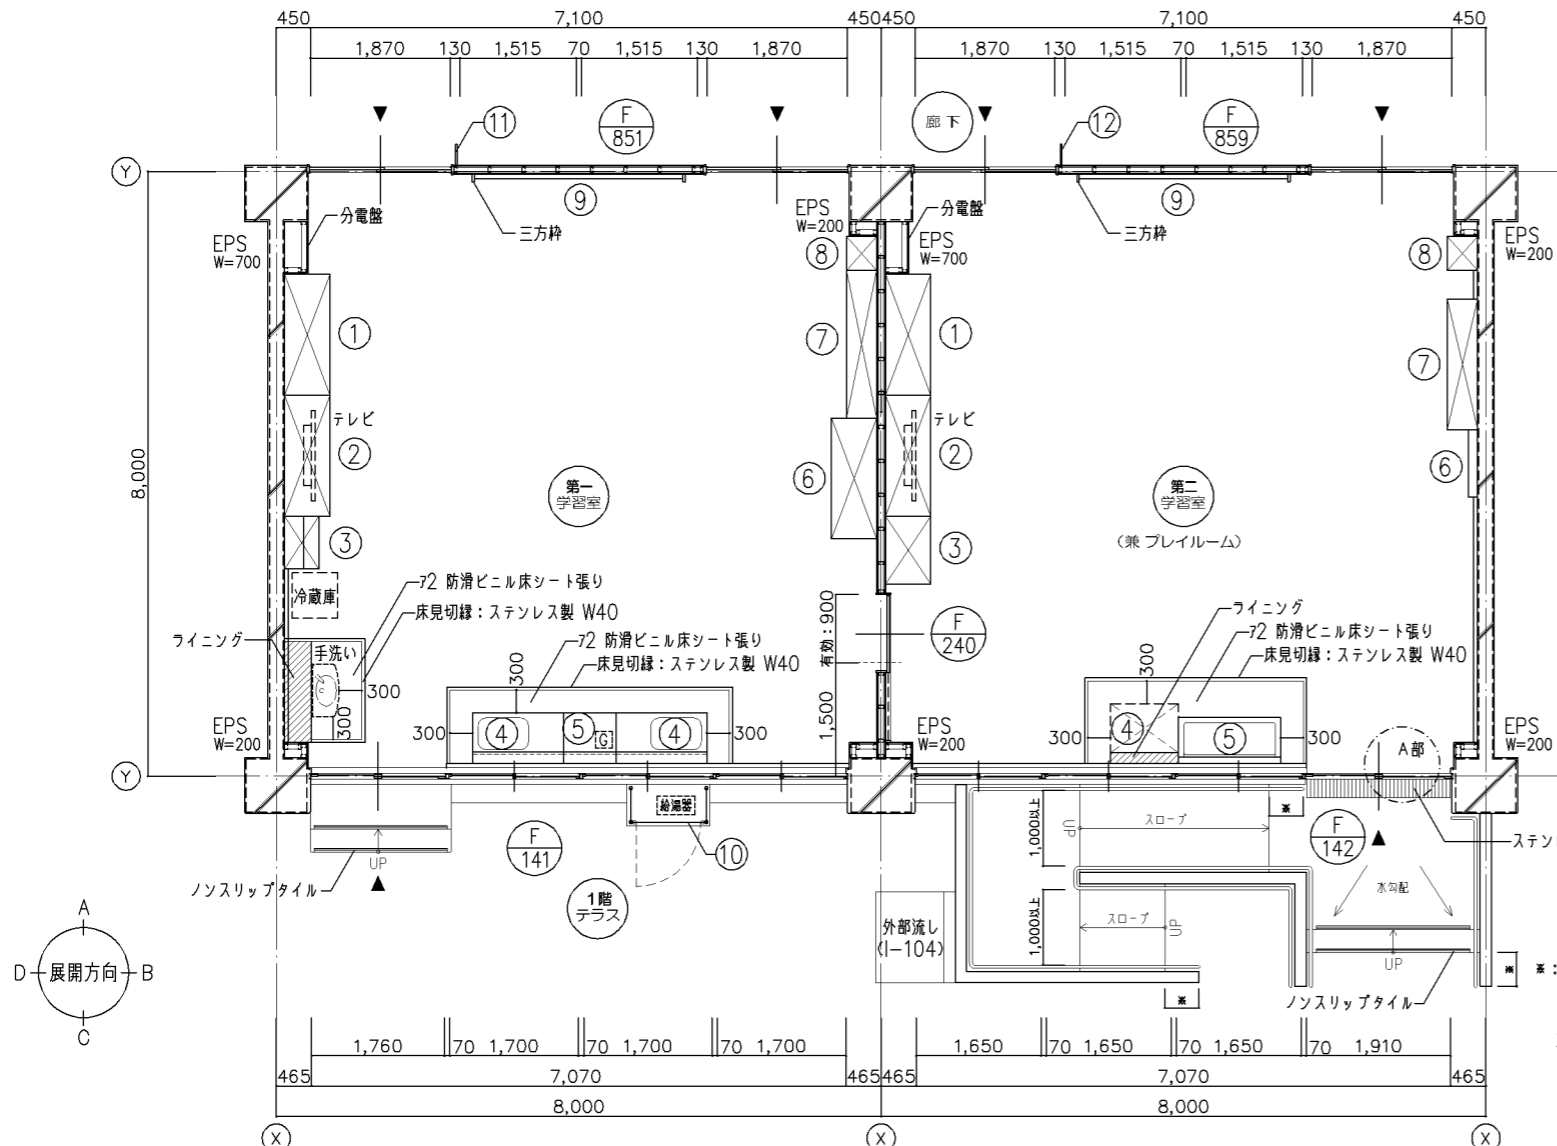 450 7,100 450 450 7,100 450
1,870 130 1,515 70 1,515 130 1,870 1,870 130 1,515 70 1,515 130 1,870
11
F
851
廊下
12
F
859
Y
分電盤
三方枠
9
EPS
W=200
分電盤
三方枠
9
EPS
W=700
8
EPS
W=700
8
EPS
W=200
1
7
1
7
テレビ
2
6
テレビ
2
6
8,000
第一
学習室
第二
学習室
(兼 プレイルーム)
3
3
冷蔵庫
ア2 防滑ビニル床シート張り
床見切縁：ステンレス製 W40
ライニング
手洗い
300
300
ア2 防滑ビニル床シート張り
床見切縁：ステンレス製 W40
300
有効：900
1,500
F
240
ライニング
ア2 防滑ビニル床シート張り
床見切縁：ステンレス製 W40
300
EPS
W=200
300
4
5
G
4
300
EPS
W=200
300
4
5
300
A部
EPS
W=200
Y
給湯器
F
141
10
UP
ノンスリップタイル
1階
テラス
1,000以上
UP
スロープ
※
F
142
ステンレ
水勾配
外部流し
(I-104)
1,000以上
スロープ
UP
※
UP
※
※：
ノンスリップタイル
A
D 展開方向 B
C
1,760 70 1,700 70 1,700 70 1,700 1,650 70 1,650 70 1,650 70 1,910
465 7,070 465 465 7,070 465
8,000 8,000
X X X